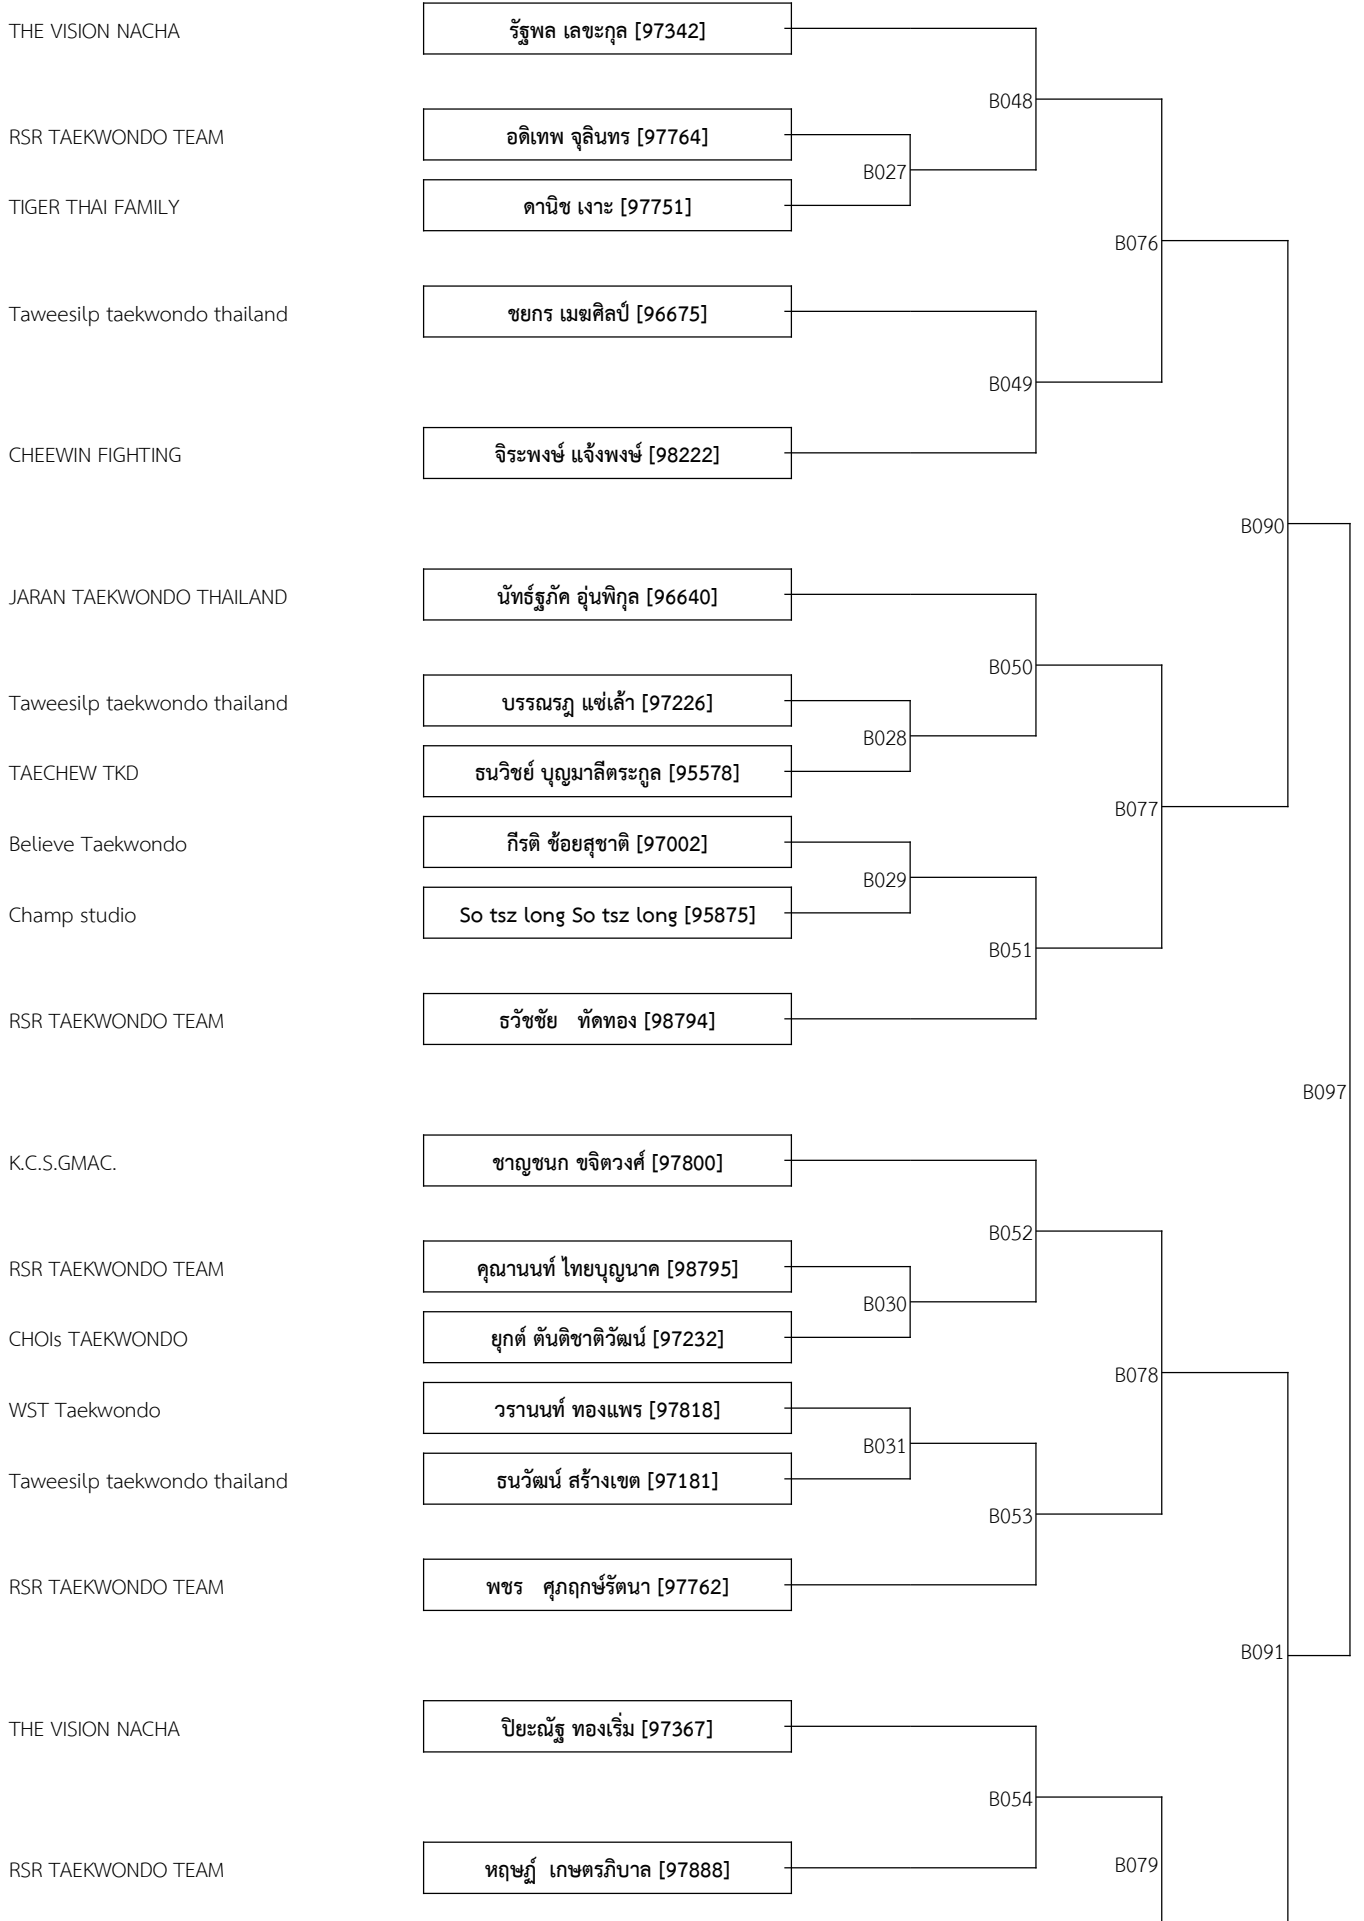 THE VISION NACHA รัฐพล เลขะกุล [97342]
B048
RSR TAEKWONDO TEAM อดิเทพ จุลินทร [97764]
B027
TIGER THAI FAMILY ดานิช เงาะ [97751]
B076
Taweesilp taekwondo thailand ชยกร เมฆศิลป์ [96675]
B049
CHEEWIN FIGHTING จิระพงษ์ แจ้งพงษ์ [98222]
B090
JARAN TAEKWONDO THAILAND นัทธ์ฐภัค อุ่นพิกุล [96640]
B050
Taweesilp taekwondo thailand บรรณรฎ แซ่เล้า [97226]
B028
TAECHEW TKD ธนวิชย์ บุญมาลีตระกูล [95578]
B077
Believe Taekwondo กีรติ ช้อยสุชาติ [97002]
B029
Champ studio So tsz long So tsz long [95875]
B051
RSR TAEKWONDO TEAM ธวัชชัย ทัดทอง [98794]
B097
K.C.S.GMAC. ชาญชนก ขจิตวงศ์ [97800]
B052
RSR TAEKWONDO TEAM คุณานนท์ ไทยบุญนาค [98795]
B030
CHOIs TAEKWONDO ยุกต์ ตันติชาติวัฒน์ [97232]
B078
WST Taekwondo วรานนท์ ทองแพร [97818]
B031
Taweesilp taekwondo thailand ธนวัฒน์ สร้างเขต [97181]
B053
RSR TAEKWONDO TEAM พชร ศุภฤกษ์รัตนา [97762]
B091
THE VISION NACHA ปิยะณัฐ ทองเริ่ม [97367]
B054
RSR TAEKWONDO TEAM หฤษฏ์ เกษตรภิบาล [97888]
B079